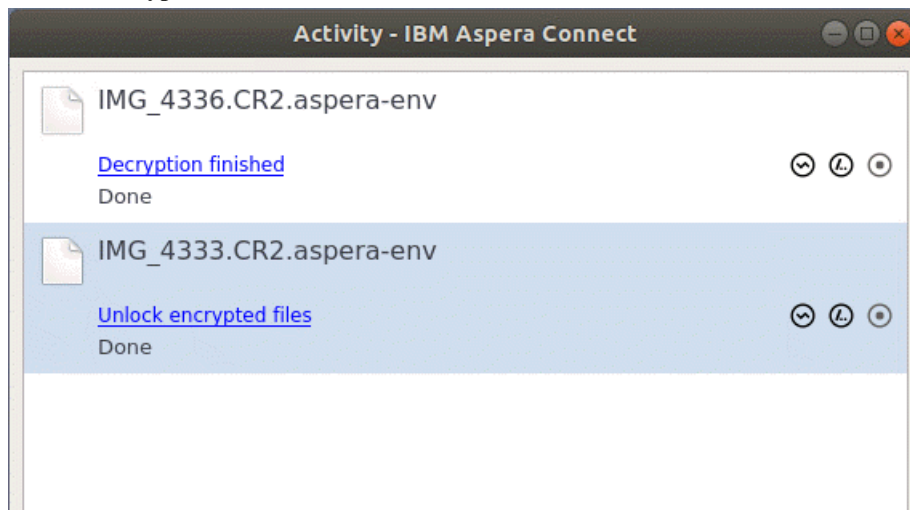 Activity - IBM Aspera Connect
IMG_4336.CR2.aspera-env
Decryption finished
Done
IMG_4333.CR2.aspera-env
Unlock encrypted files
Done